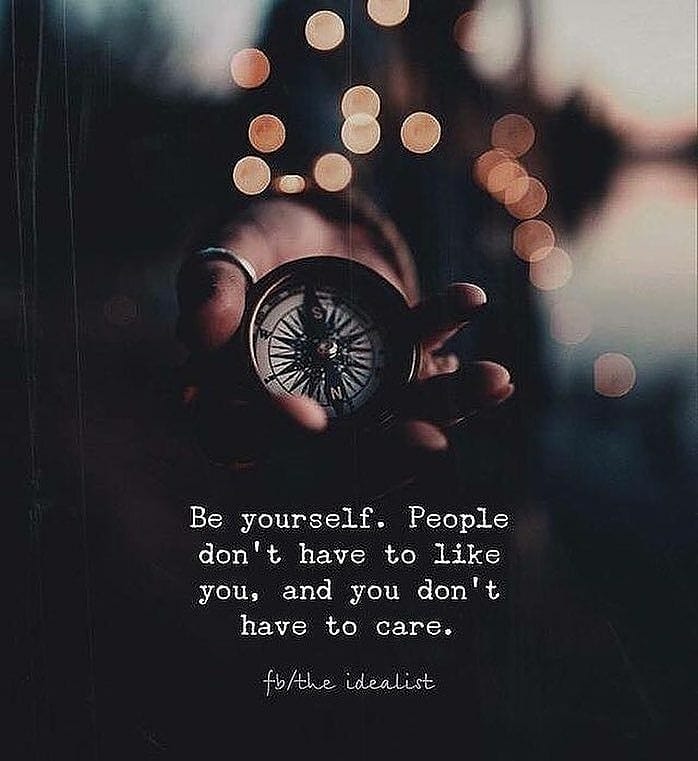 S
N
Be yourself. People
don't have to like
you, and you don't
have to care.
fb/the idealist